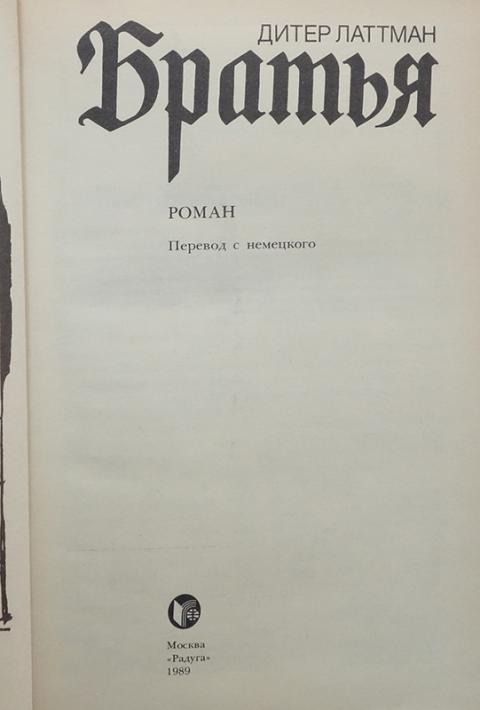 ДИТЕР ЛАТТМАН
Братья
РОМАН
Перевод с немецкого
Москва
«Радуга»
1989